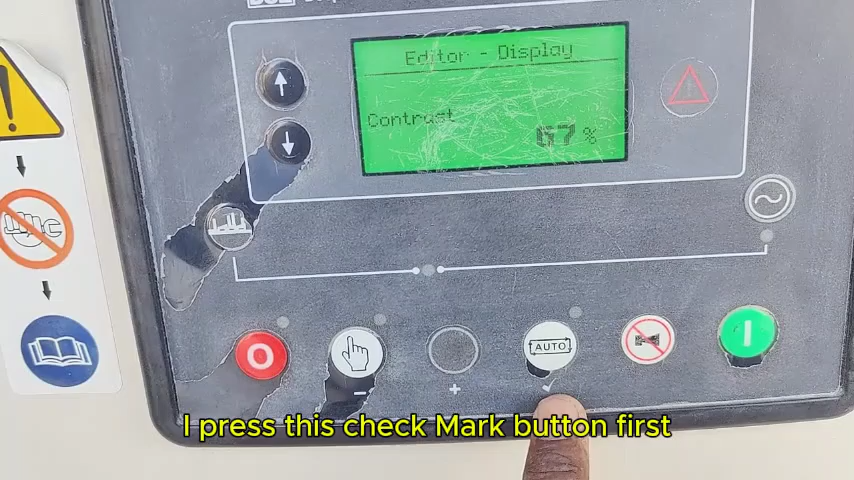 Editor - Display
Contrast
67 %
AUTO
I press this check Mark button first